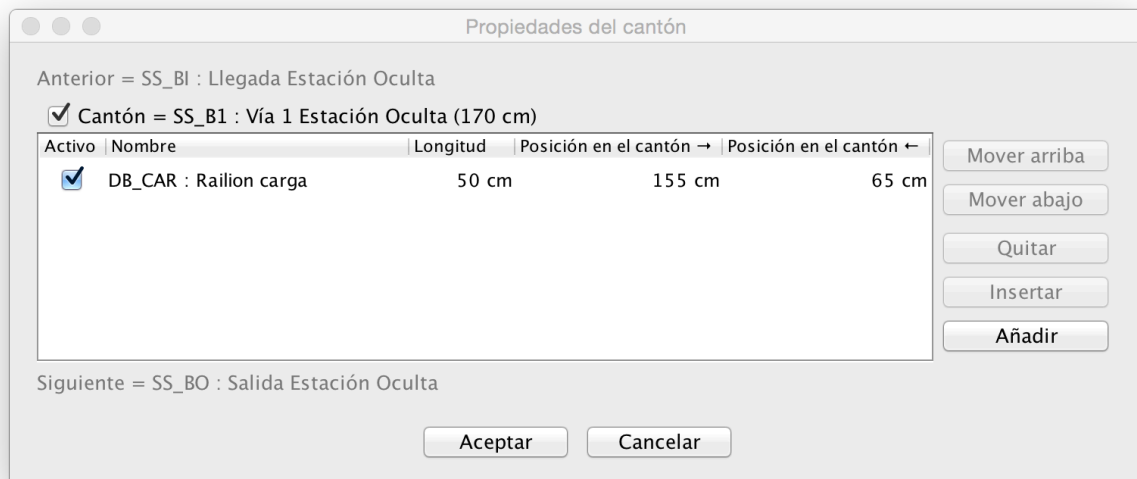 Propiedades del cantón
Anterior = SS_BI : Llegada Estación Oculta
Cantón = SS_B1 : Vía 1 Estación Oculta (170 cm)
Activo Nombre Longitud Posición en el cantón → Posición en el cantón ←
DB_CAR : Railion carga 50 cm 155 cm 65 cm
Mover arriba
Mover abajo
Quitar
Insertar
Añadir
Siguiente = SS_BO : Salida Estación Oculta
Aceptar Cancelar